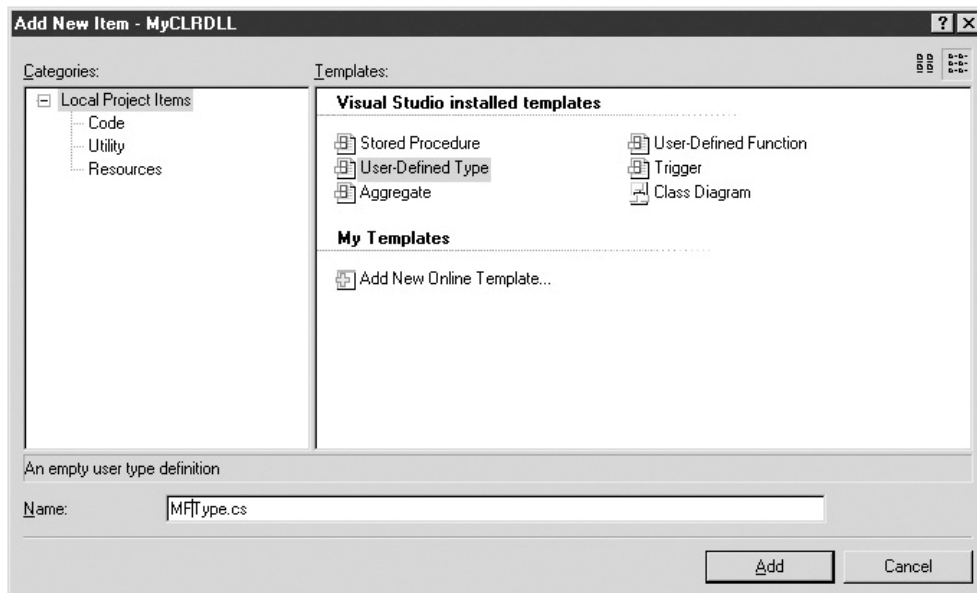 Add New Item - MyCLRDLL
Categories:
Templates:
Local Project Items
Code
Utility
Resources
Visual Studio installed templates
Stored Procedure
User-Defined Function
User-Defined Type
Trigger
Aggregate
Class Diagram
My Templates
Add New Online Template...
An empty user type definition
Name:
MFType.cs
Add
Cancel